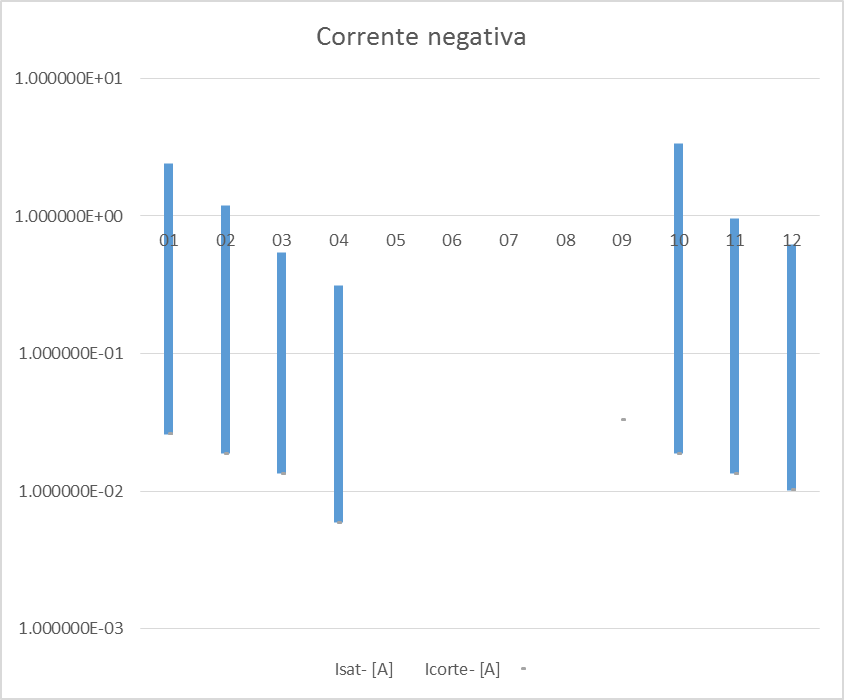 Corrente negativa
1.000000E+01
1.000000E+00
01 02 03 04 05 06 07 08 09 10 11 12
1.000000E-01
1.000000E-02
1.000000E-03
Isat- [A] Icorte- [A]